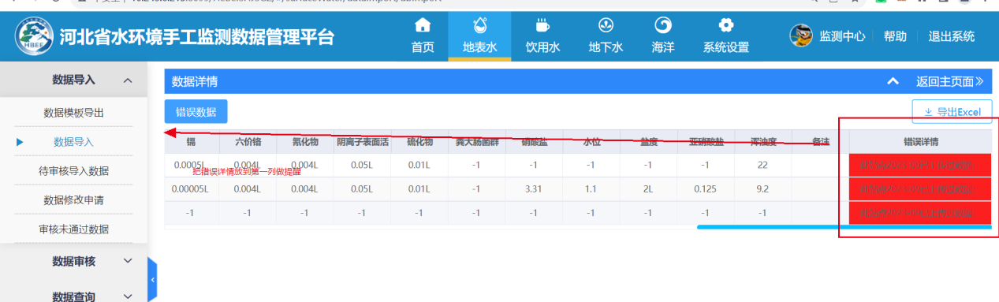 HBEE
河北省水环境手工监测数据管理平台
首页
地表水
饮用水
地下水
海洋
系统设置
监测中心
帮助
退出系统
数据导入
数据模板导出
数据导入
待审核导入数据
数据修改申请
审核未通过数据
数据审核
数据查询
数据详情
返回主页面
错误数据
导出Excel
镉 六价铬 氰化物 阴离子表面活 硫化物 粪大肠菌群 硝酸盐 水位 盐度 亚硝酸盐 浑浊度 备注 错误详情
0.0005L 0.004L 0.004L 0.05L 0.01L -1 -1 -1 -1 -1 22
把错误详情放到第一列做提醒
0.00005L 0.004L 0.004L 0.05L 0.01L -1 3.31 1.1 2L 0.125 9.2
-1 -1 -1 -1 -1 -1 -1 -1 -1 -1 -1